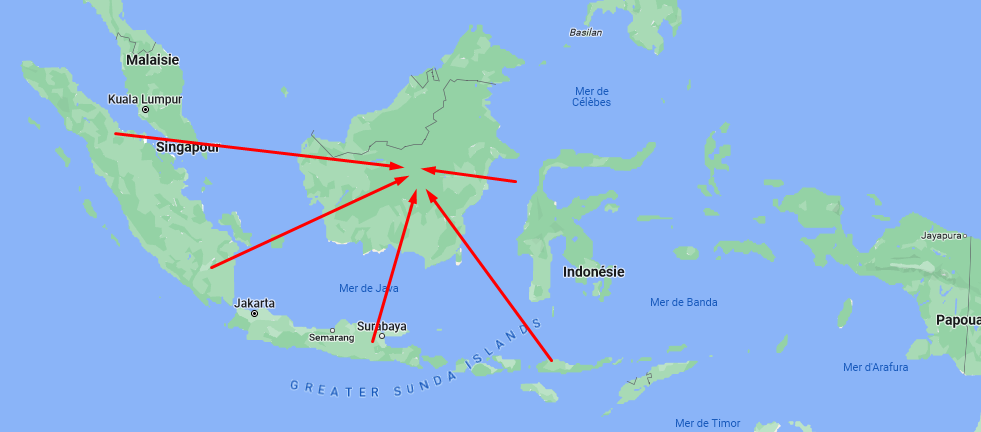 Basilan
Malaisie
Mer de
Célèbes
Kuala Lumpur
Singapour
Jayapura
Indonésie
Mer de Java
Jakarta
Mer de Banda
Surabaya
Semarang
Papoua
GREATER SUNDA ISLANDS
Mer d'Arafura
Mer de Timor